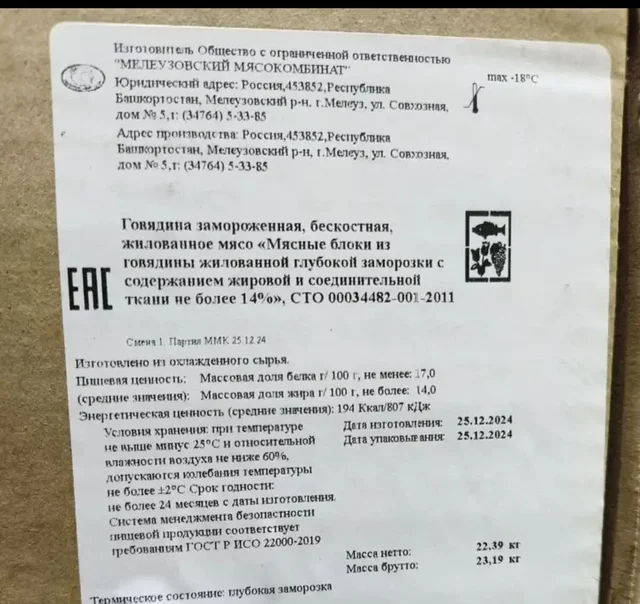 Изготовитель Общество с ограниченной ответственностью
"МЕЛЕУЗОВСКИЙ МЯСОКОМБИНАТ"
max -18°C
Юридический адрес: Россия,453852,Республика
Башкортостан, Мелеузовский р-н, г.Мелеуз, ул. Совхозная,
дом № 5,т: (34764) 5-33-85
Адрес производства: Россия,453852,Республика
Башкортостан, Мелеузовский р-н, г.Мелеуз, ул. Совхозная,
дом № 5,т: (34764) 5-33-85
Говядина замороженная, бескостная,
жилованное мясо «Мясные блоки из
говядины жилованной глубокой заморозки с
содержанием жировой и соединительной
ткани не более 14%», СТО 00034482-001-2011
ЕАС
Смена 1. Партия ММК 25.12.24
Изготовлено из охлажденного сырья.
Пищевая ценность: Массовая доля белка г/ 100 г, не менее: 17,0
(средние значения): Массовая доля жира г/ 100 г, не более: 14,0
Энергетическая ценность (средние значения): 194 Ккал/807 кДж
Условия хранения: при температуре
не выше минус 25°С и относительной
влажности воздуха не ниже 60%,
допускаются колебания температуры
не более ±2°С Срок годности:
не более 24 месяцев с даты изготовления.
Система менеджмента безопасности
пищевой продукции соответствует
требованиям ГОСТ Р ИСО 22000-2019
Дата изготовления: 25.12.2024
Дата упаковывания: 25.12.2024
Масса нетто: 22,39 кг
Масса брутто: 23,19 кг
Термическое состояние: глубокая заморозка